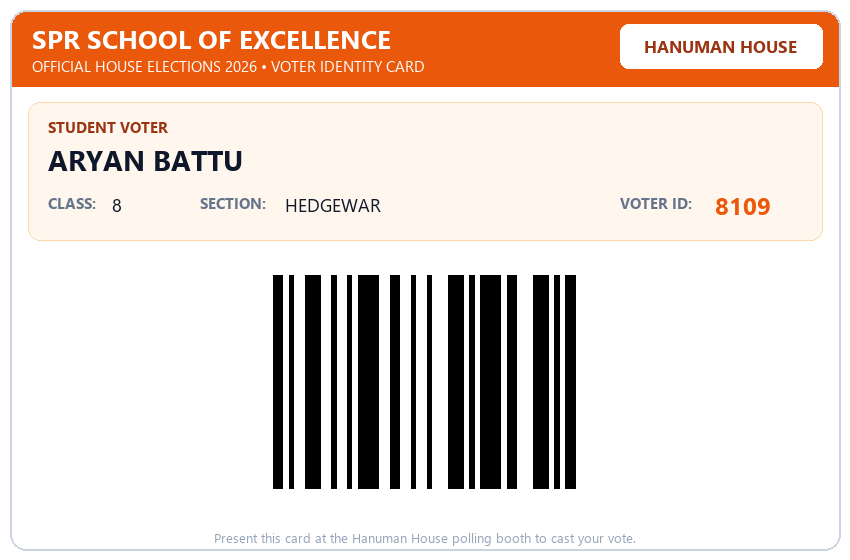 SPR SCHOOL OF EXCELLENCE
OFFICIAL HOUSE ELECTIONS 2026 • VOTER IDENTITY CARD
HANUMAN HOUSE
STUDENT VOTER
ARYAN BATTU
CLASS: 8 SECTION: HEDGEWAR VOTER ID: 8109
Present this card at the Hanuman House polling booth to cast your vote.